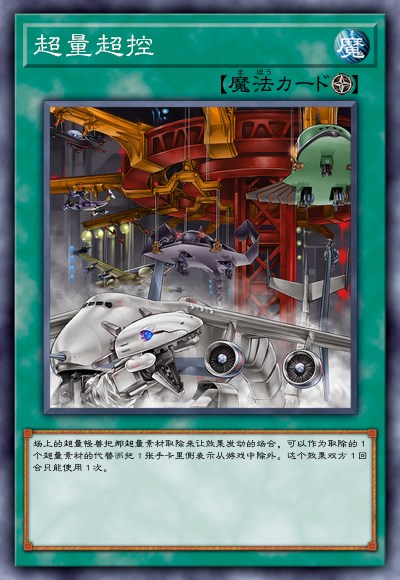 超量超控
魔
【魔法カード】
まほう
场上的超量怪兽把那超量素材取除来让效果发动的场合，可以作为取除的1
个超量素材的代替而把1张手卡里侧表示从游戏中除外。这个效果双方1回
合只能使用1次。